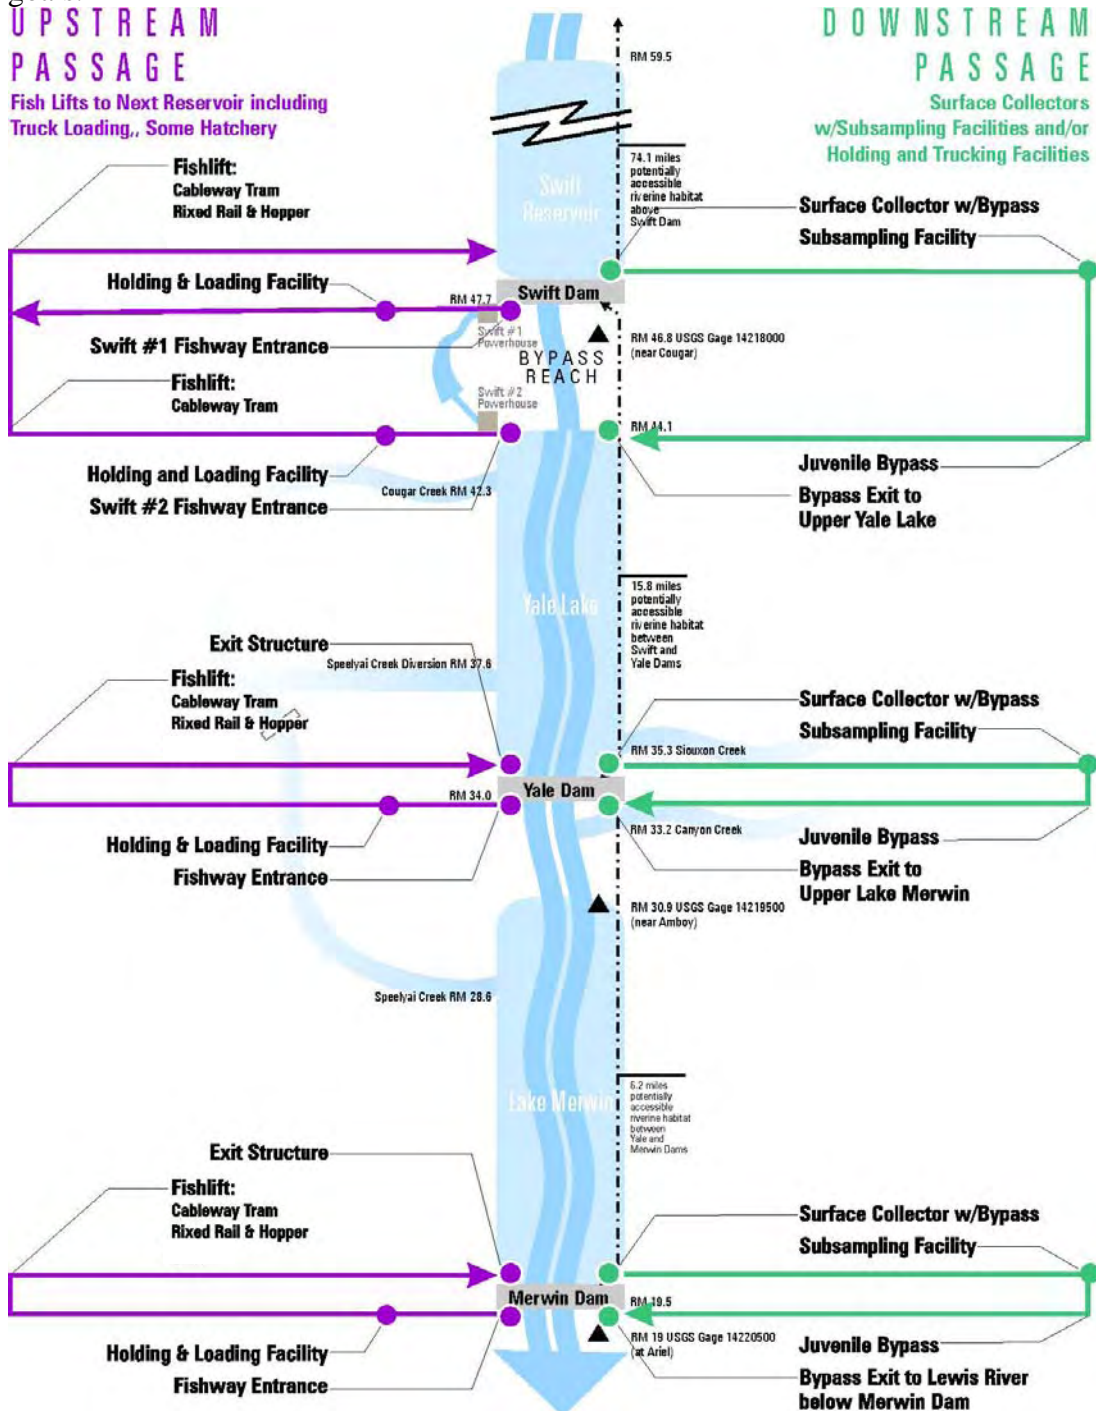 goals.
UPSTREAM
PASSAGE
Fish Lifts to Next Reservoir including
Truck Loading,, Some Hatchery
DOWNSTREAM
PASSAGE
Surface Collectors
w/Subsampling Facilities and/or
Holding and Trucking Facilities
RM 59.5
74.1 miles
potentially
accessible
riverine habitat
above
Swift Dam
Swift
Reservoir
Fishlift:
Cableway Tram
Rixed Rail & Hopper
Surface Collector w/Bypass
Subsampling Facility
Holding & Loading Facility
RM 47.7
Swift Dam
Swift #1 Fishway Entrance
Swift #1
Powerhouse
BYPASS
REACH
RM 46.8 USGS Gage 14218000
(near Cougar)
Fishlift:
Cableway Tram
Swift #2
Powerhouse
RM 44.1
Holding and Loading Facility
Swift #2 Fishway Entrance
Cougar Creek RM 42.3
Juvenile Bypass
Bypass Exit to
Upper Yale Lake
Yale Lake
15.8 miles
potentially
accessible
riverine habitat
between
Swift and
Yale Dams
Exit Structure
Speelyai Creek Diversion RM 37.6
Fishlift:
Cableway Tram
Rixed Rail & Hopper
Surface Collector w/Bypass
Subsampling Facility
RM 35.3 Siouxon Creek
RM 34.0
Yale Dam
Holding & Loading Facility
Fishway Entrance
RM 33.2 Canyon Creek
Juvenile Bypass
Bypass Exit to
Upper Lake Merwin
RM 30.9 USGS Gage 14219500
(near Amboy)
Speelyai Creek RM 28.6
Lake Merwin
6.2 miles
potentially
accessible
riverine habitat
between
Yale and
Merwin Dams
Exit Structure
Fishlift:
Cableway Tram
Rixed Rail & Hopper
Surface Collector w/Bypass
Subsampling Facility
Merwin Dam
RM 19.5
Holding & Loading Facility
Fishway Entrance
RM 19 USGS Gage 14220500
(at Ariel)
Juvenile Bypass
Bypass Exit to Lewis River
below Merwin Dam